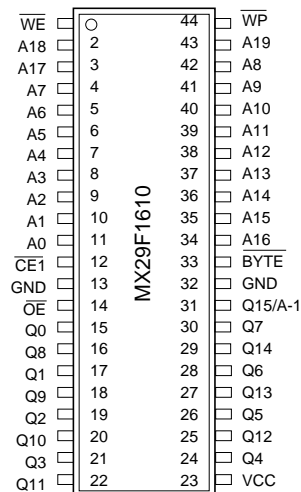 WE 44 WP
A18 2 43 A19
A17 3 42 A8
A7 4 41 A9
A6 5 40 A10
A5 6 39 A11
A4 7 38 A12
A3 8 37 A13
A2 9 36 A14
A1 10 35 A15
A0 11 34 A16
CE1 12 33 BYTE
GND 13 32 GND
OE 14 31 Q15/A-1
Q0 15 30 Q7
Q8 16 29 Q14
Q1 17 28 Q6
Q9 18 27 Q13
Q2 19 26 Q5
Q10 20 25 Q12
Q3 21 24 Q4
Q11 22 23 VCC
MX29F1610